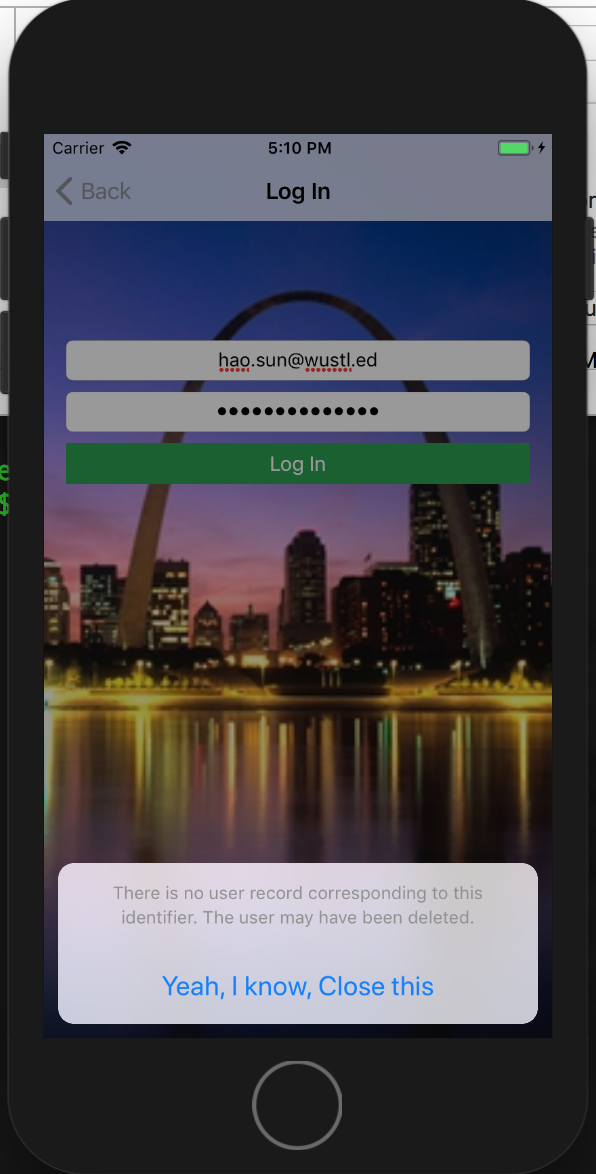 Carrier 5:10 PM
Back Log In
hao.sun@wustl.ed
●●●●●●●●●●●●●●
Log In
There is no user record corresponding to this
identifier. The user may have been deleted.
Yeah, I know, Close this